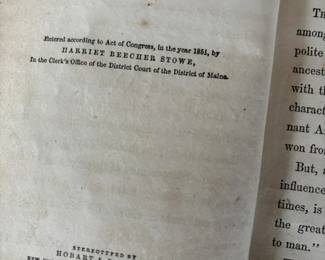 Entered according to Act of Congress, in the year 1851, by
HARRIET BEECHER STOWE,
In the Clerk's Office of the District Court of the District of Maine.
STEREOTYPED BY
HOBART &
among
polite
ancest
with th
charact
nant A
won from
But,
influence
times, is
the great
to man."